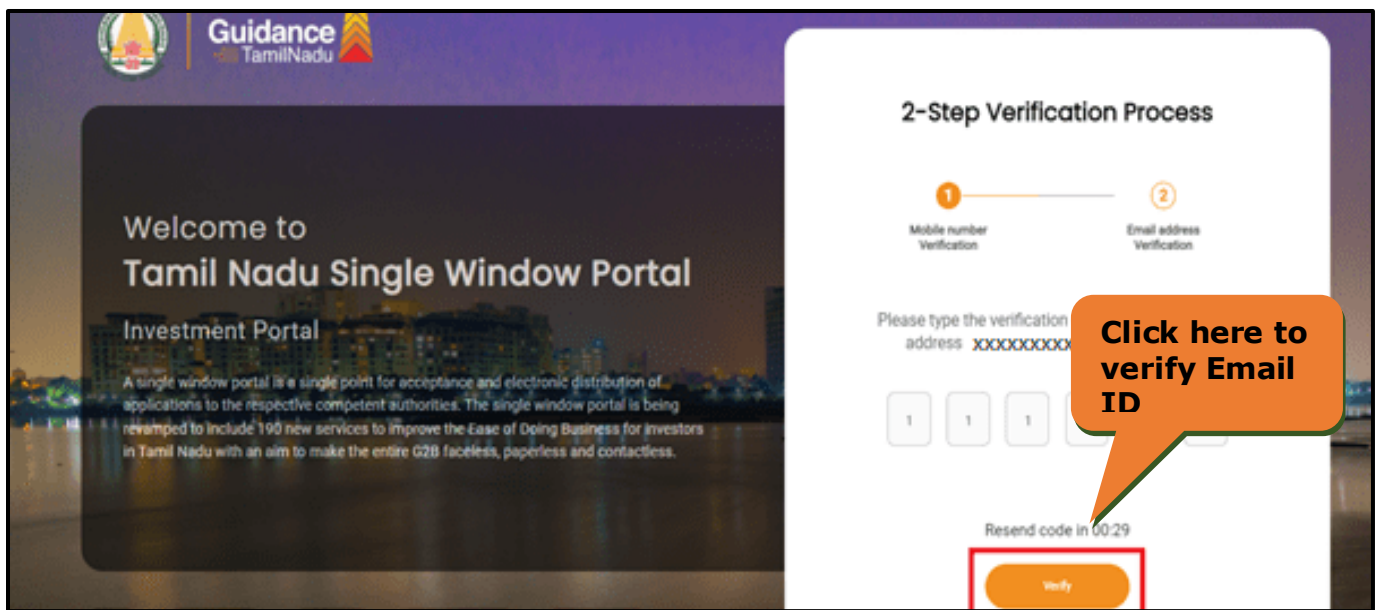 Guidance
TamilNadu
Welcome to
Tamil Nadu Single Window Portal
Investment Portal
A single window portal is a single point for acceptance and electronic distribution of
applications to the respective competent authorities. The single window portal is being
revamped to include 190 new services to improve the Ease of Doing Business for investors
in Tamil Nadu with an aim to make the entire G2B faceless, paperless and contactless.
2-Step Verification Process
1
2
Mobile number
Verification
Email address
Verification
Please type the verification
address xxxxxxxxx
Click here to
verify Email
ID
1 1 1
Resend code in 00:29
Verify